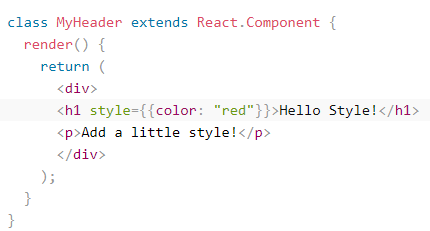 class MyHeader extends React.Component {
  render() {
    return (
      <div>
      <h1 style={{color: "red"}}>Hello Style!</h1>
      <p>Add a little style!</p>
      </div>
    );
  }
}